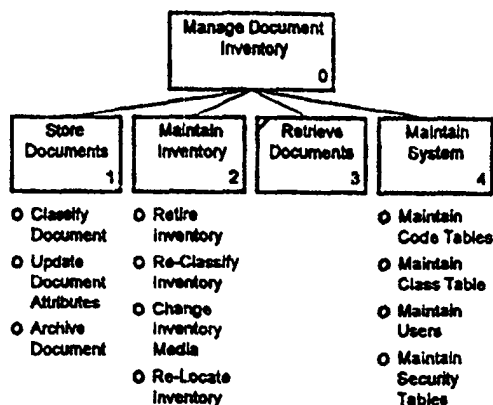 Manage Document
Inventory
0
Store
Documents
1
Maintain
Inventory
2
Retrieve
Documents
3
Maintain
System
4
O Classify
Document
O Update
Document
Attributes
O Archive
Document
O Retire
Inventory
O Re-Classify
Inventory
O Change
Inventory
Media
O Re-Locate
Inventory
O Maintain
Code Tables
O Maintain
Class Table
O Maintain
Users
O Maintain
Security
Tables